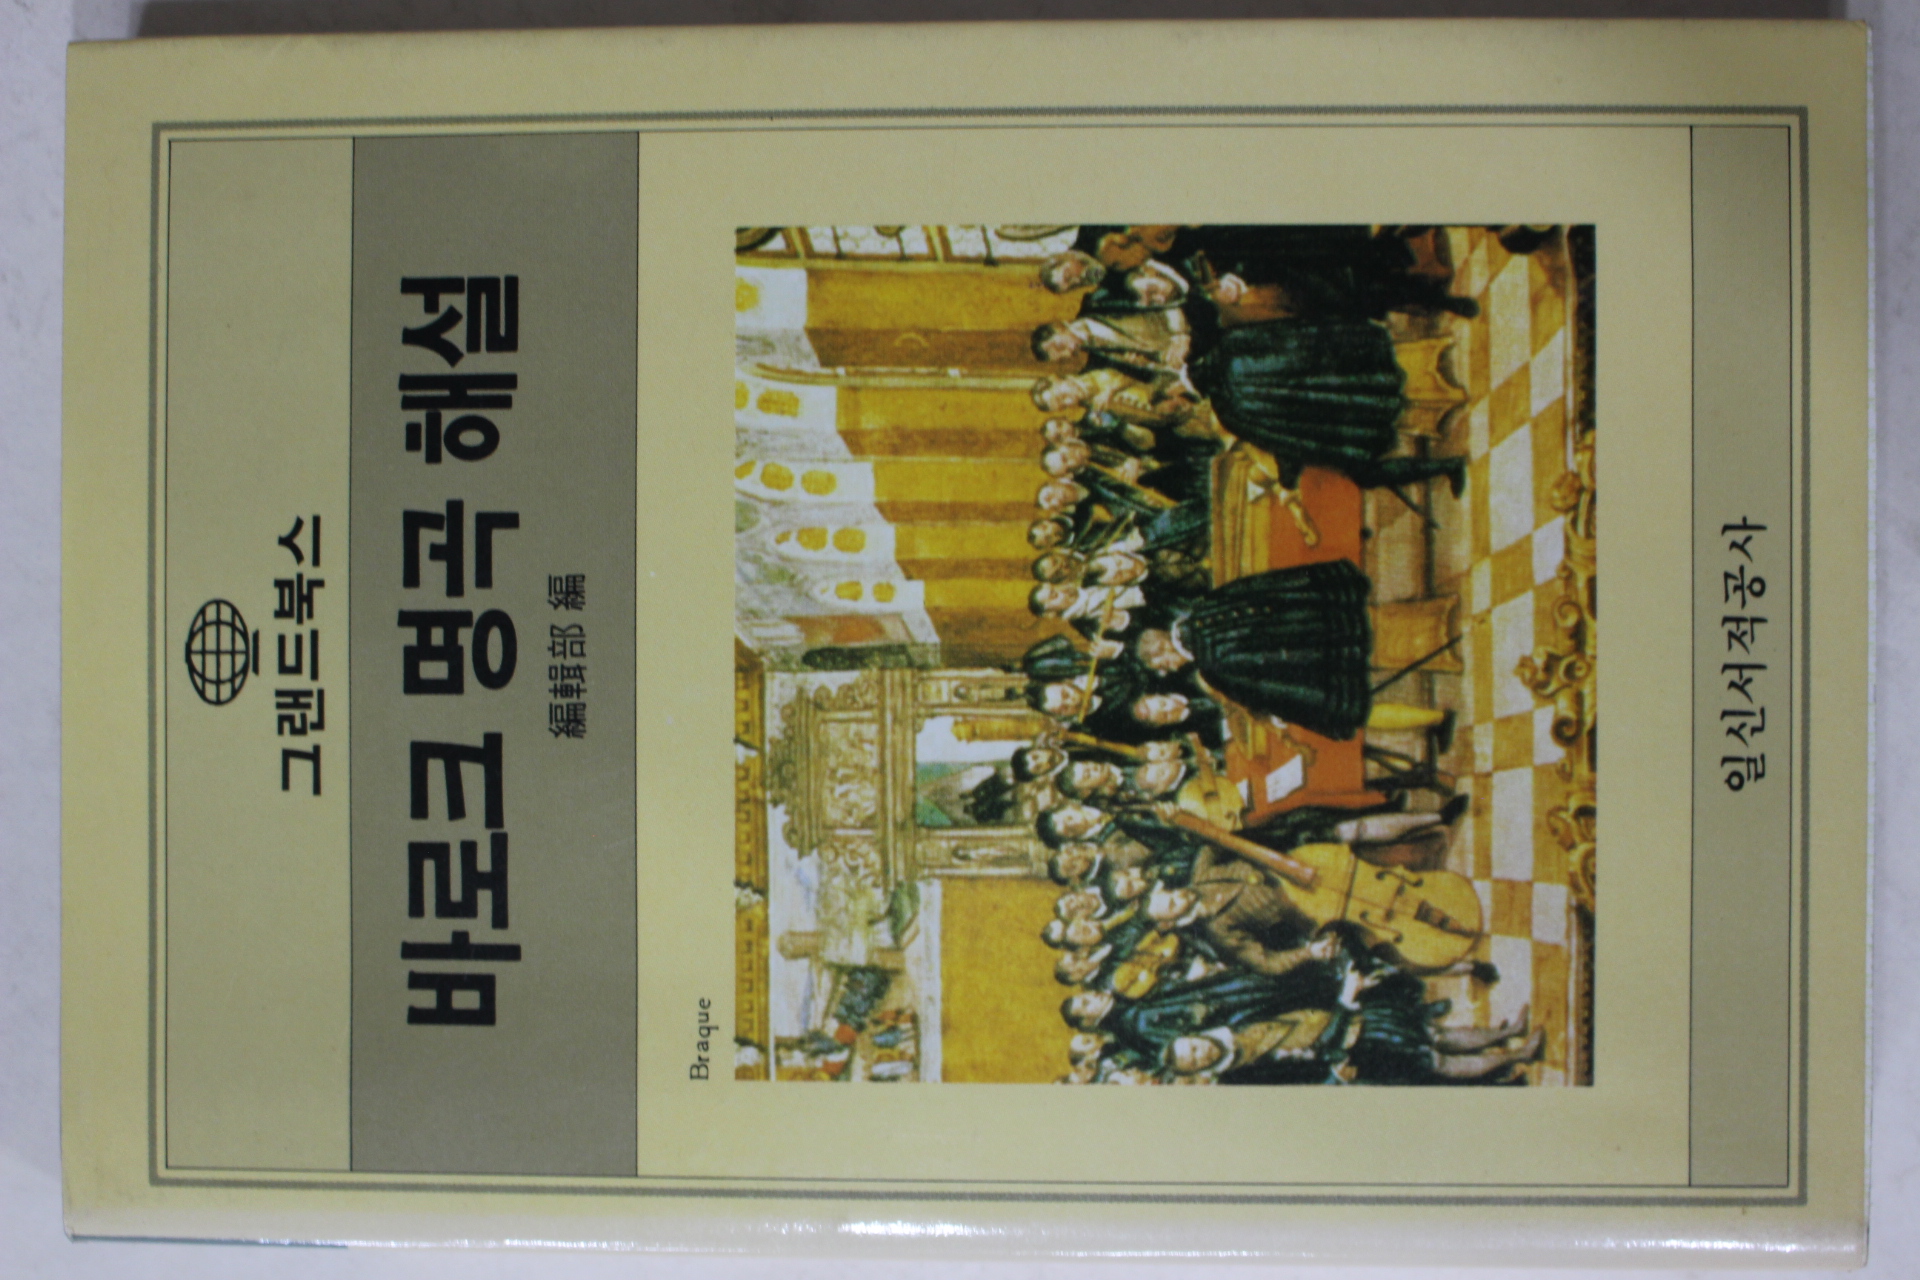 그랜드북스
바로크 명곡 해설
編輯部 編
Braque
일신서적공사